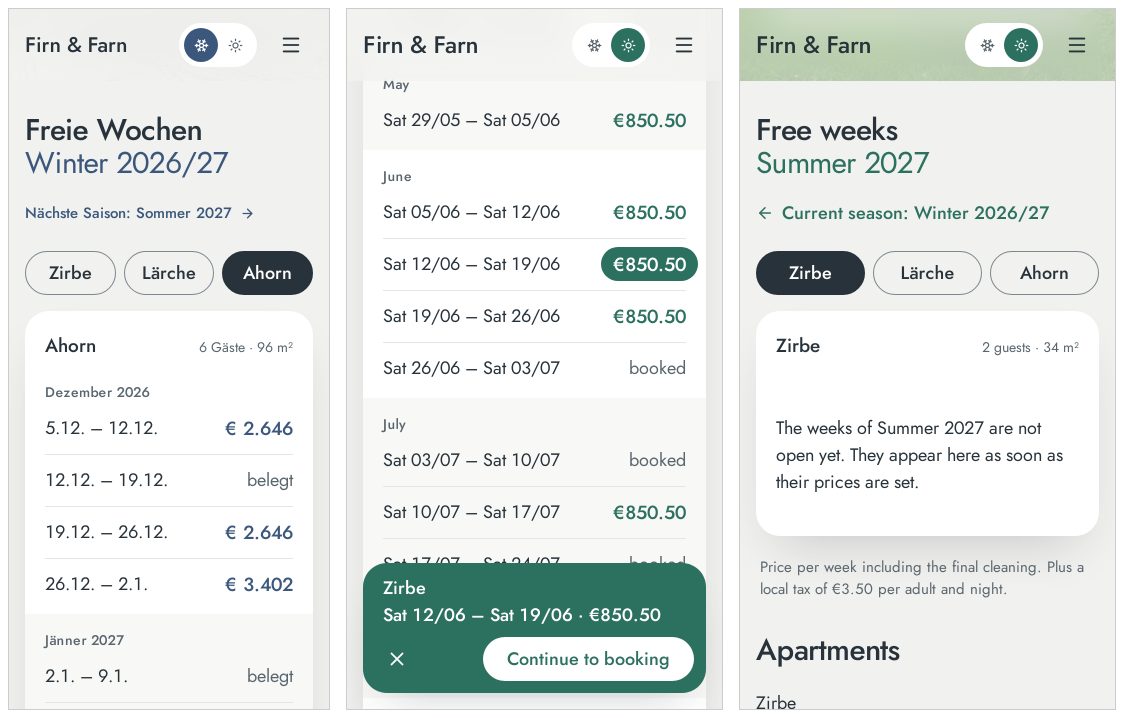 Firn & Farn
Freie Wochen
Winter 2026/27
Nächste Saison: Sommer 2027 →
Zirbe
Lärche
Ahorn
Ahorn
6 Gäste · 96 m²
Dezember 2026
5.12. – 12.12.
€ 2.646
12.12. – 19.12.
belegt
19.12. – 26.12.
€ 2.646
26.12. – 2.1.
€ 3.402
Jänner 2027
2.1. – 9.1.
belegt
Firn & Farn
May
Sat 29/05 – Sat 05/06
€850.50
June
Sat 05/06 – Sat 12/06
€850.50
Sat 12/06 – Sat 19/06
€850.50
Sat 19/06 – Sat 26/06
€850.50
Sat 26/06 – Sat 03/07
booked
July
Sat 03/07 – Sat 10/07
booked
Sat 10/07 – Sat 17/07
€850.50
Sat 17/07 – Sat 24/07
booked
Zirbe
Sat 12/06 – Sat 19/06 · €850.50
Continue to booking
Firn & Farn
Free weeks
Summer 2027
← Current season: Winter 2026/27
Zirbe
Lärche
Ahorn
Zirbe
2 guests · 34 m²
The weeks of Summer 2027 are not
open yet. They appear here as soon as
their prices are set.
Price per week including the final cleaning. Plus a
local tax of €3.50 per adult and night.
Apartments
Zirbe